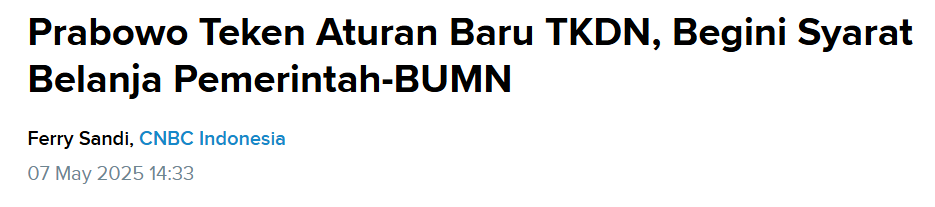 Prabowo Teken Aturan Baru TKDN, Begini Syarat
Belanja Pemerintah-BUMN
Ferry Sandi, CNBC Indonesia
07 May 2025 14:33